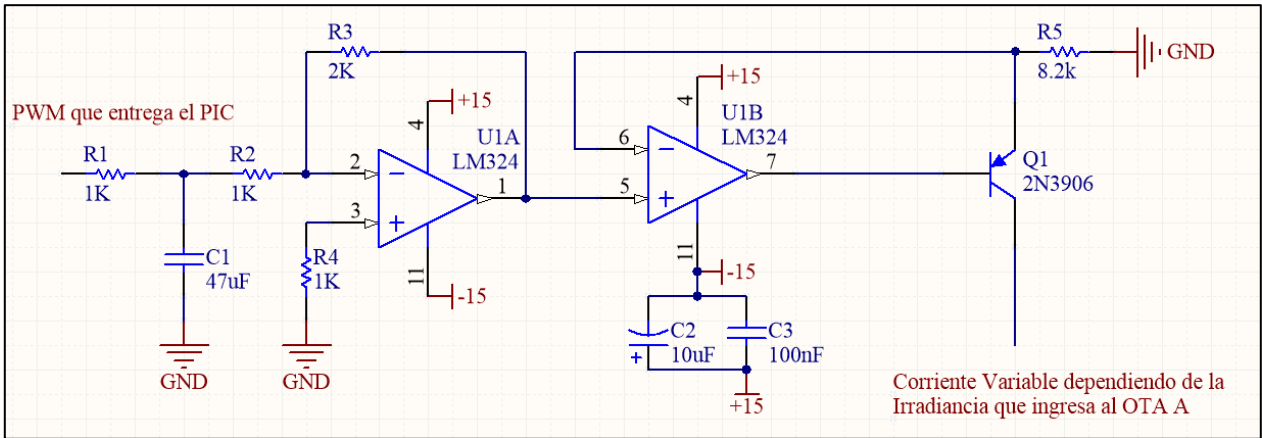 R3
2K
R5
8.2k
GND
PWM que entrega el PIC
+15
4
U1A
LM324
+15
4
U1B
LM324
R1
1K
R2
1K
2
3
1
6
5
7
Q1
2N3906
C1
47uF
R4
1K
11
-15
11
-15
C2
10uF
+
C3
100nF
GND
GND
+15
Corriente Variable dependiendo de la
Irradiancia que ingresa al OTA A